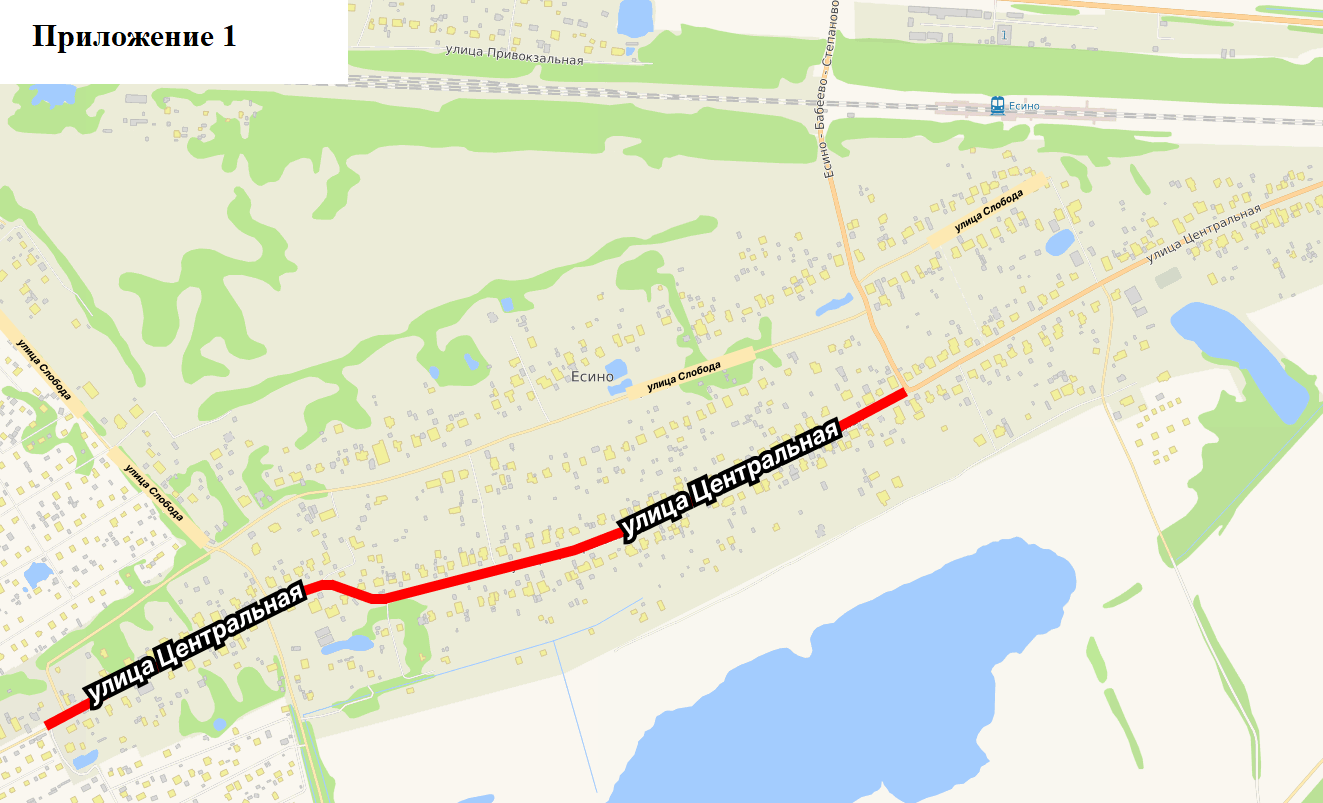 Приложение 1
улица Привокзальная
Есино - Бабеево - Степаново
1
Есино
улица Слобода
улица Центральная
улица Слобода
Есино
улица Слобода
улица Центральная
улица Слобода
улица Центральная